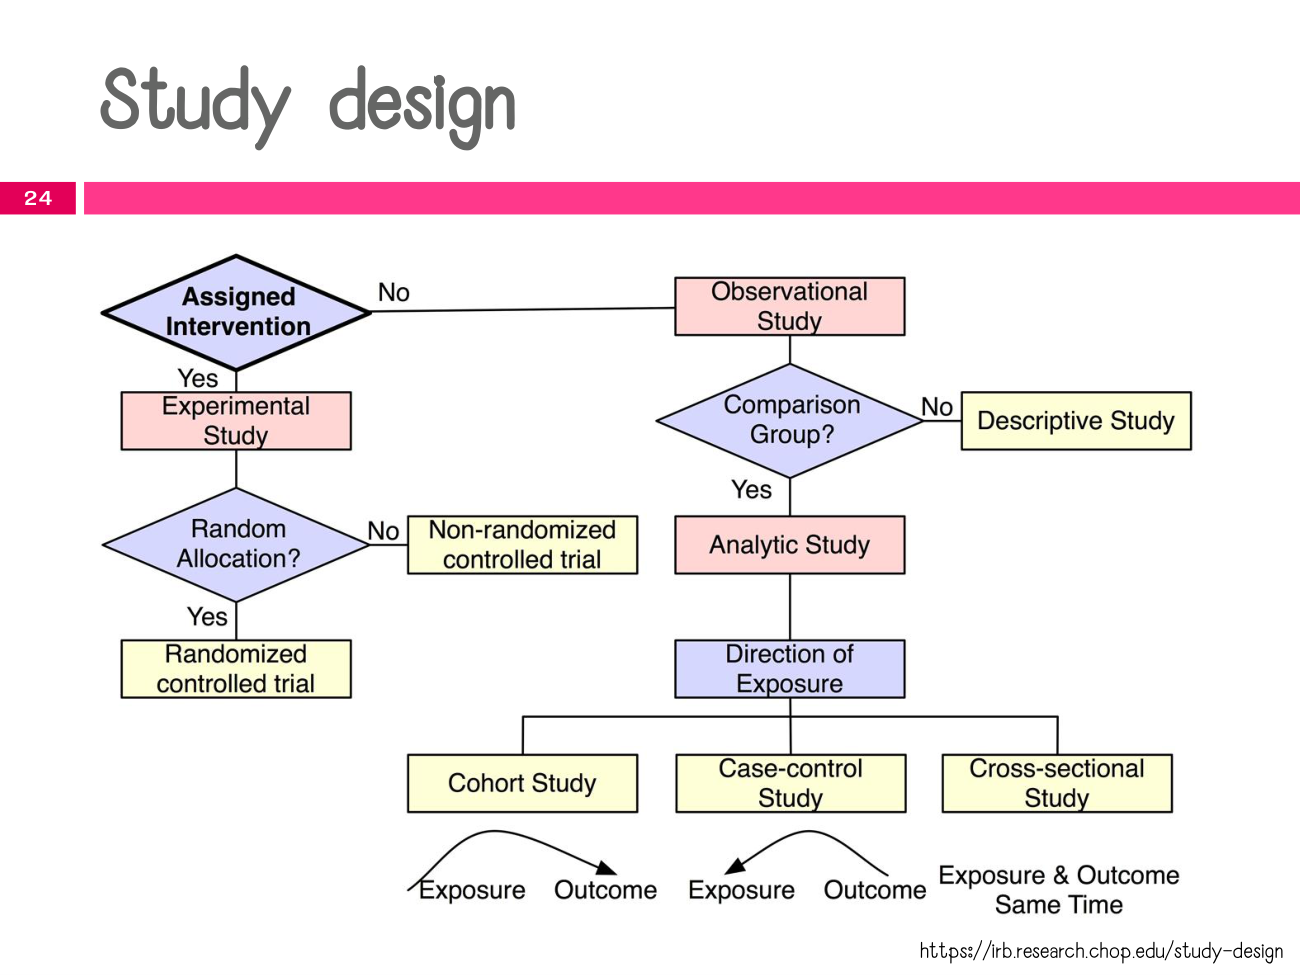 Study design
24
Assigned
Intervention
No
Observational
Study
Yes
Experimental
Study
Comparison
Group?
No
Descriptive Study
Yes
Random
Allocation?
No
Non-randomized
controlled trial
Analytic Study
Yes
Randomized
controlled trial
Direction of
Exposure
Cohort Study
Case-control
Study
Cross-sectional
Study
Exposure
Outcome
Exposure
Outcome
Exposure & Outcome
Same Time
https://irb.research.chop.edu/study-design